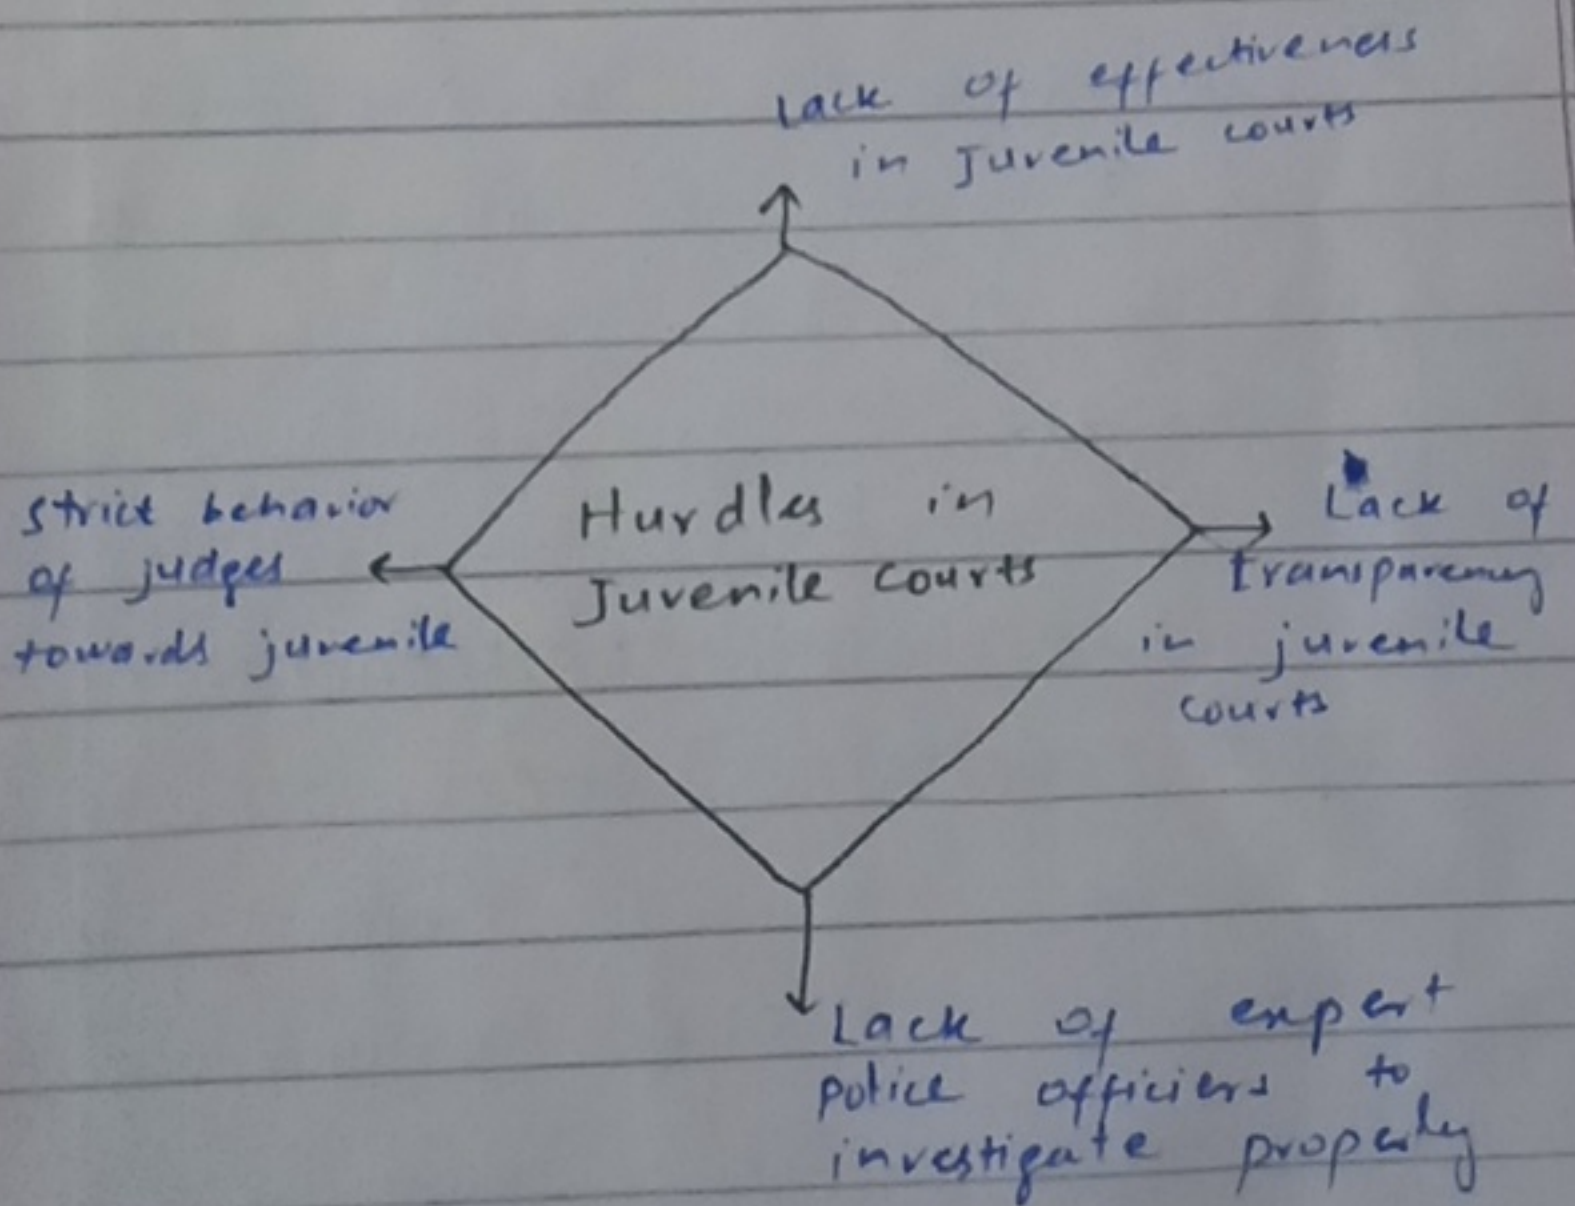 Lack of effectiveness
in Juvenile courts
Hurdles in
Juvenile Courts
Strict behavior
of judges
towards juvenile
Lack of
transparency
in juvenile
courts
Lack of expert
police officiers to
investigate properly